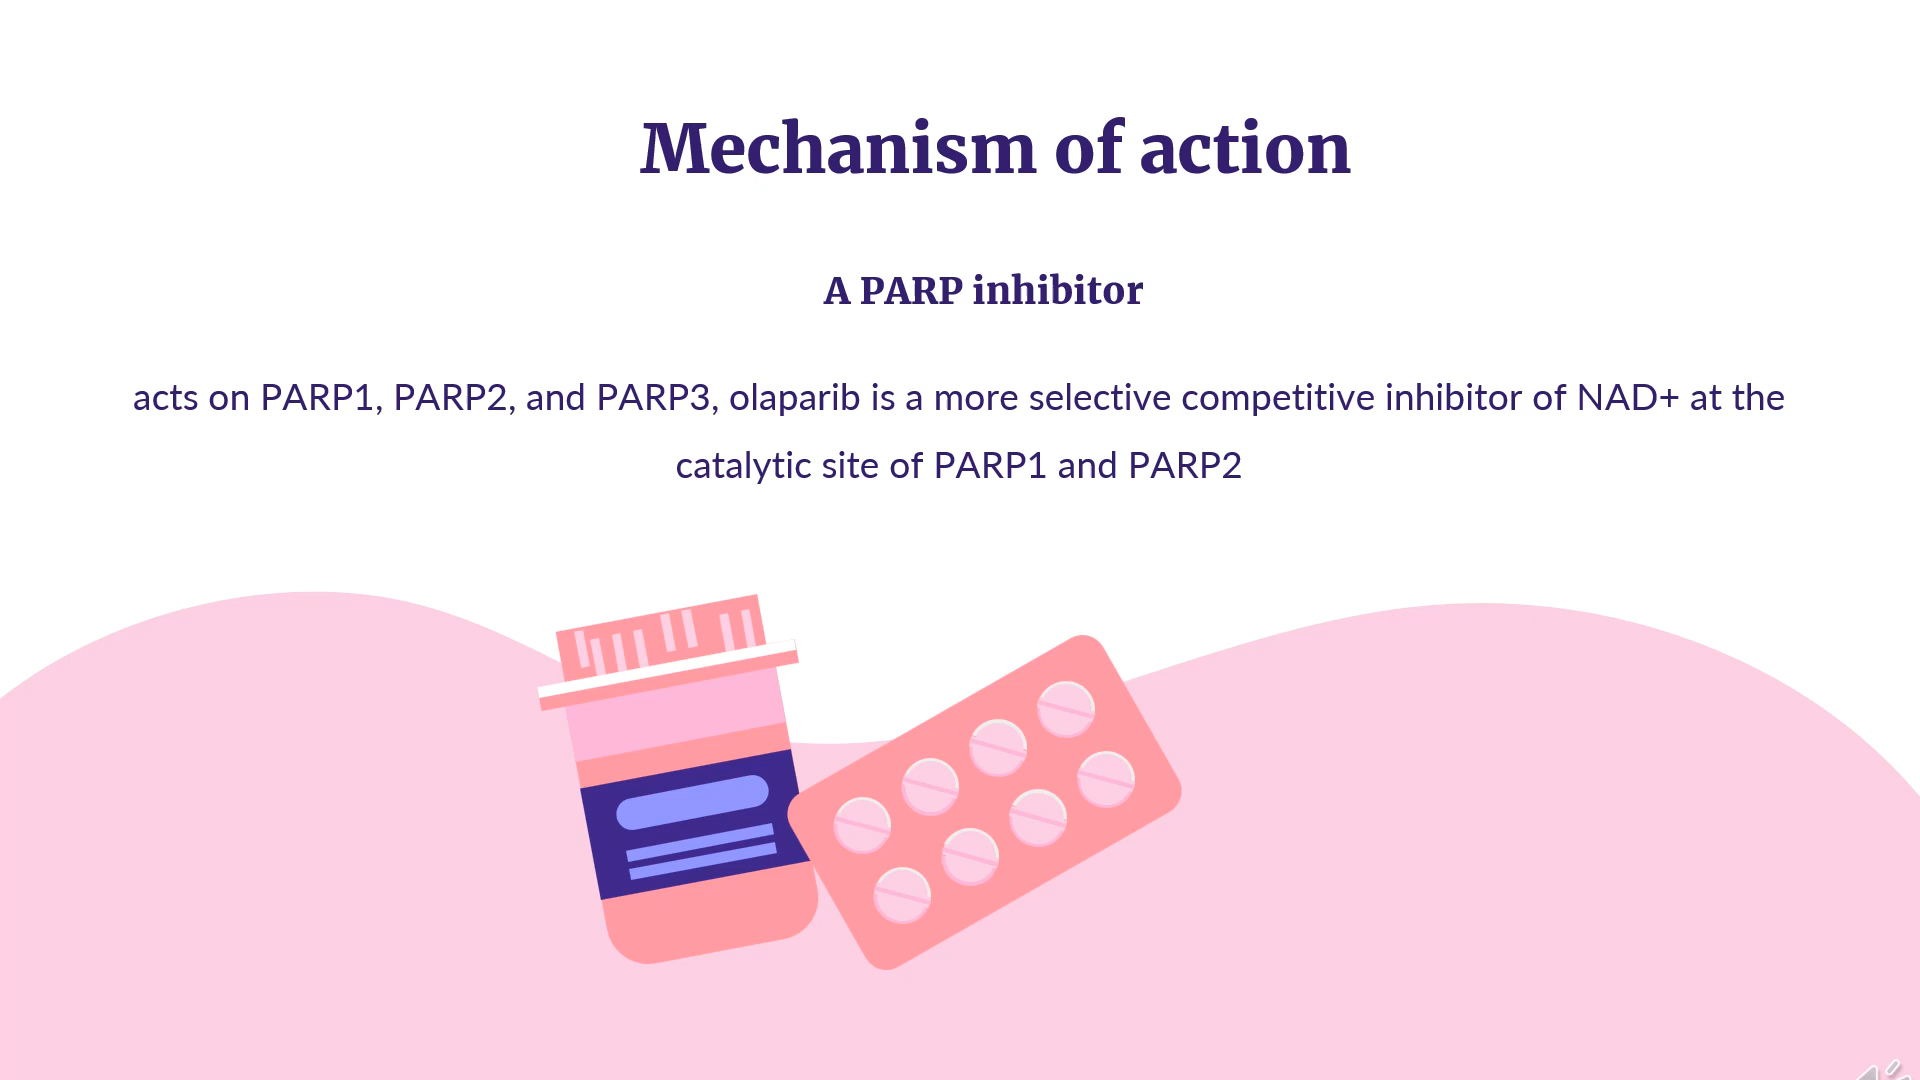 Mechanism of action
A PARP inhibitor
acts on PARP1, PARP2, and PARP3, olaparib is a more selective competitive inhibitor of NAD+ at the
catalytic site of PARP1 and PARP2